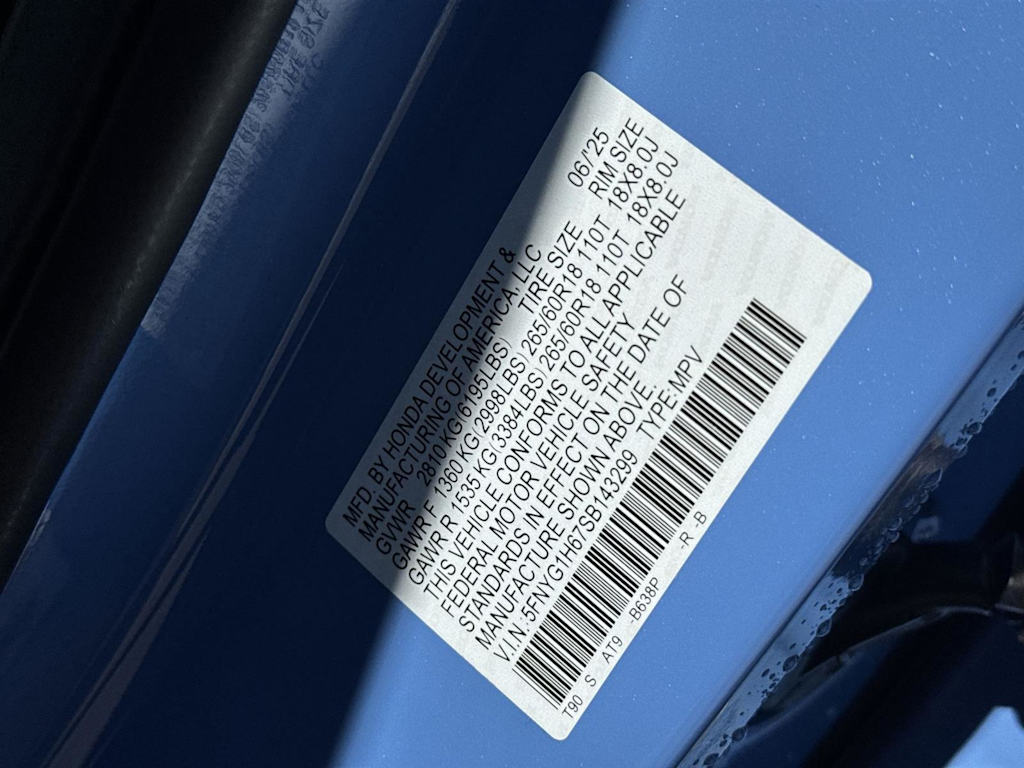 MFD. BY HONDA DEVELOPMENT &
MANUFACTURING OF AMERICA,LLC 06/'25
GVWR 2810 KG(6195LBS) TIRE SIZE RIM SIZE
GAWR F 1360 KG(2998LBS) 265/60R18 110T 18X8.0J
GAWR R 1535 KG(3384LBS) 265/60R18 110T 18X8.0J
THIS VEHICLE CONFORMS TO ALL APPLICABLE
FEDERAL MOTOR VEHICLE SAFETY
STANDARDS IN EFFECT ON THE DATE OF
MANUFACTURE SHOWN ABOVE.
V.I.N:5FNYG1H67SB143299 TYPE:MPV
T90 S AT9 -B638P -R -B